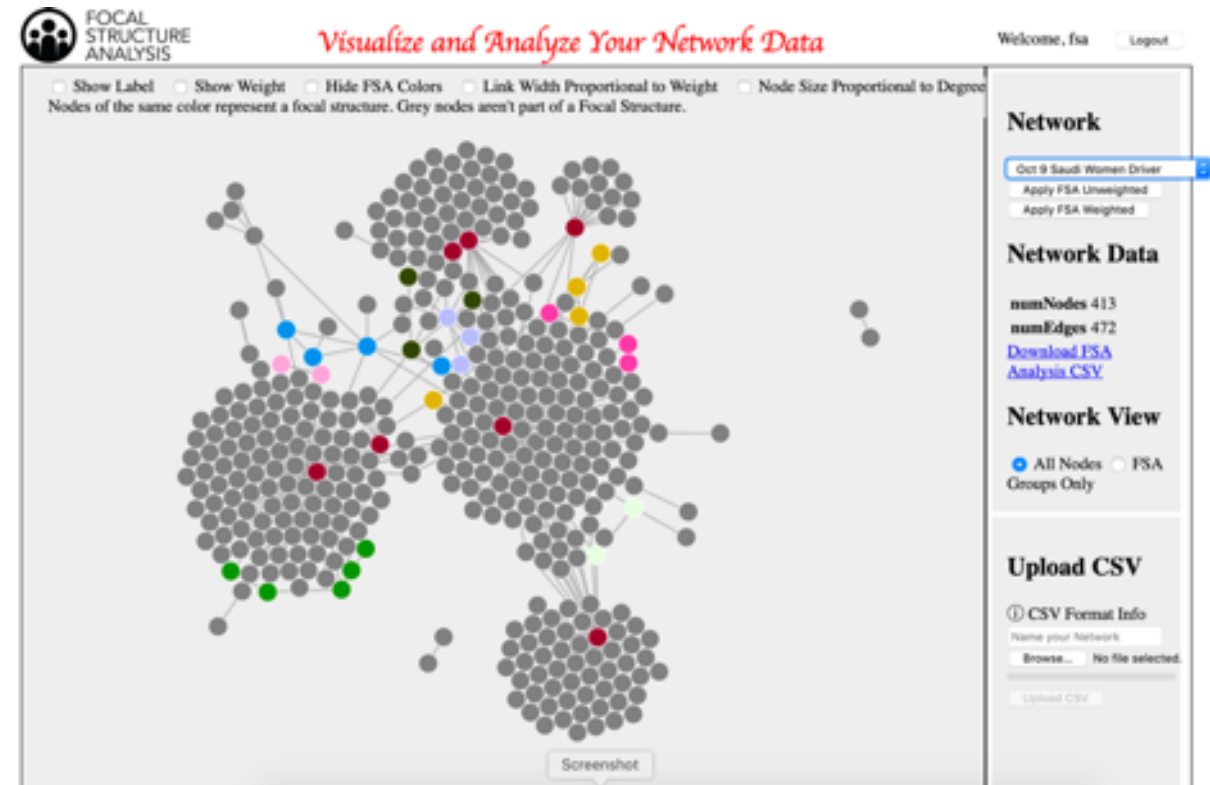 FOCAL
STRUCTURE
ANALYSIS
Visualize and Analyze Your Network Data
Welcome, fsa
Logout
Show Label Show Weight Hide FSA Colors Link Width Proportional to Weight Node Size Proportional to Degree
Nodes of the same color represent a focal structure. Grey nodes aren't part of a Focal Structure.
Network
Oct 9 Saudi Women Driver
Apply FSA Unweighted
Apply FSA Weighted
Network Data
numNodes 413
numEdges 472
Download FSA
Analysis CSV
Network View
All Nodes FSA
Groups Only
Upload CSV
ⓘ CSV Format Info
Name your Network
Browse... No file selected.
Upload CSV
Screenshot